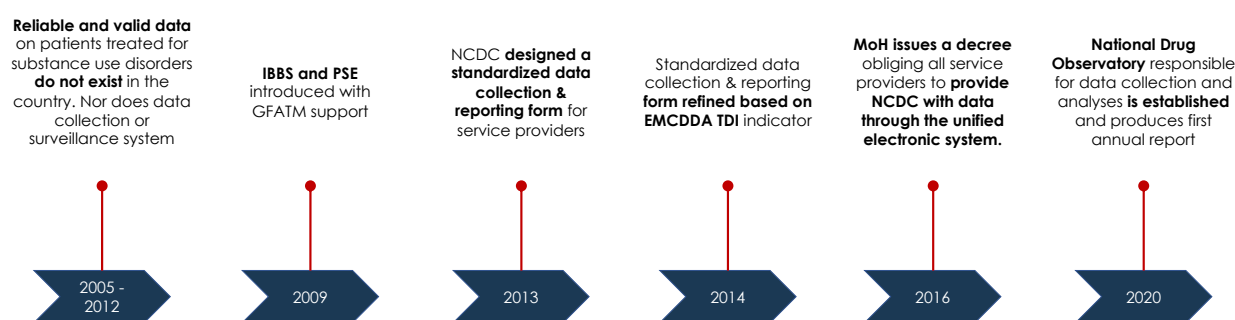 Reliable and valid data
on patients treated for
substance use disorders
do not exist in the
country. Nor does data
collection or
surveillance system
IBBS and PSE
introduced with
GFATM support
NCDC designed a
standardized data
collection &
reporting form for
service providers
Standardized data
collection & reporting
form refined based on
EMCDDA TDI indicator
MoH issues a decree
obliging all service
providers to provide
NCDC with data
through the unified
electronic system.
National Drug
Observatory responsible
for data collection and
analyses is established
and produces first
annual report
2005 -
2012
2009
2013
2014
2016
2020